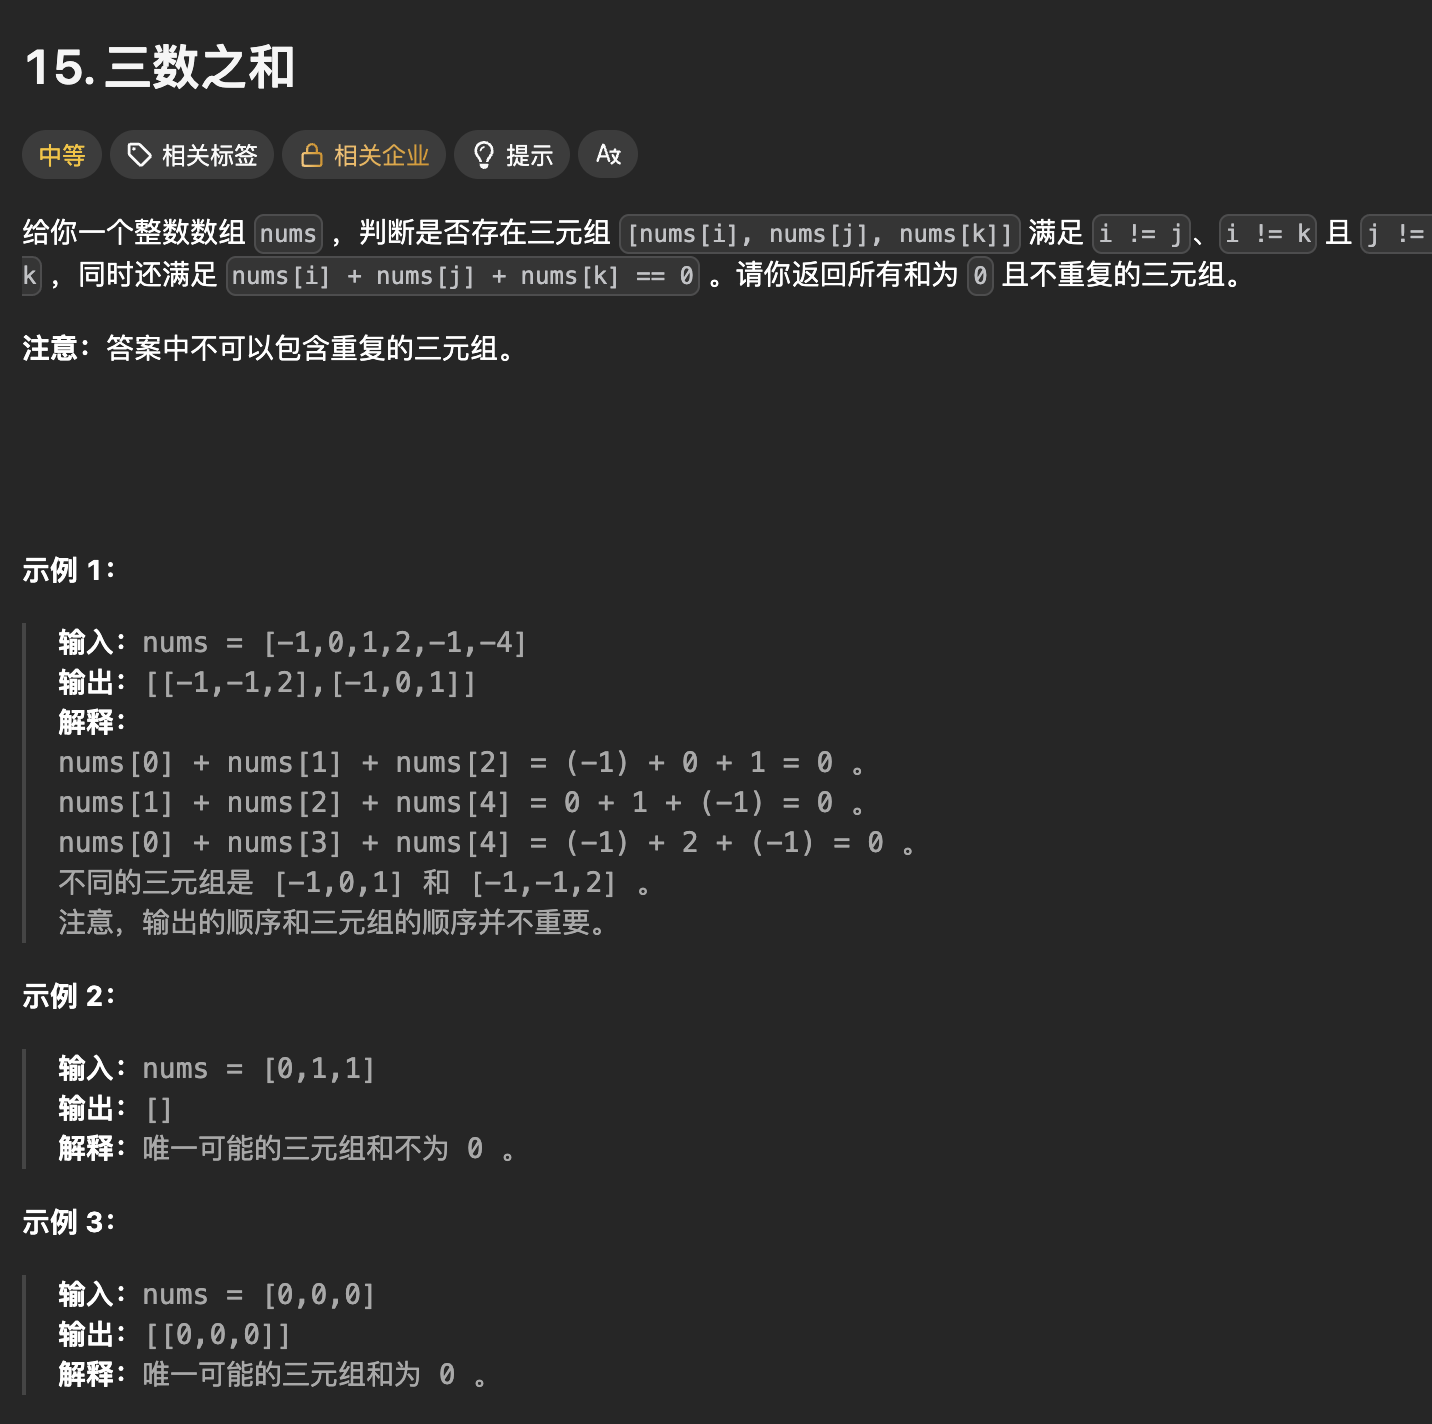 15. 三数之和
中等 相关标签 相关企业 提示 A文
给你一个整数数组 nums ，判断是否存在三元组 [nums[i], nums[j], nums[k]] 满足 i != j、i != k 且 j !=
k ，同时还满足 nums[i] + nums[j] + nums[k] == 0 。请你返回所有和为 0 且不重复的三元组。
注意：答案中不可以包含重复的三元组。
示例 1：
输入：nums = [-1,0,1,2,-1,-4]
输出：[[-1,-1,2],[-1,0,1]]
解释：
nums[0] + nums[1] + nums[2] = (-1) + 0 + 1 = 0 。
nums[1] + nums[2] + nums[4] = 0 + 1 + (-1) = 0 。
nums[0] + nums[3] + nums[4] = (-1) + 2 + (-1) = 0 。
不同的三元组是 [-1,0,1] 和 [-1,-1,2] 。
注意，输出的顺序和三元组的顺序并不重要。
示例 2：
输入：nums = [0,1,1]
输出：[]
解释：唯一可能的三元组和不为 0 。
示例 3：
输入：nums = [0,0,0]
输出：[[0,0,0]]
解释：唯一可能的三元组和为 0 。